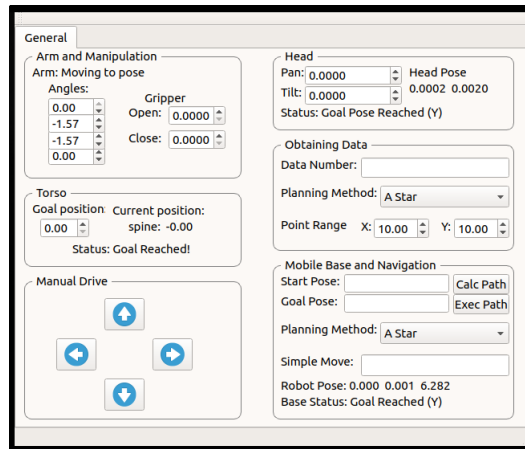 General
Arm and Manipulation
Arm: Moving to pose
Angles:
0.00
-1.57
-1.57
0.00
Gripper
Open: 0.0000
Close: 0.0000
Torso
Goal position: Current position:
0.00 spine: -0.00
Status: Goal Reached!
Manual Drive
Head
Pan: 0.0000 Head Pose
Tilt: 0.0000 0.0002 0.0020
Status: Goal Pose Reached (Y)
Obtaining Data
Data Number:
Planning Method: A Star
Point Range X: 10.00 Y: 10.00
Mobile Base and Navigation
Start Pose: Calc Path
Goal Pose: Exec Path
Planning Method: A Star
Simple Move:
Robot Pose: 0.000 0.001 6.282
Base Status: Goal Reached (Y)